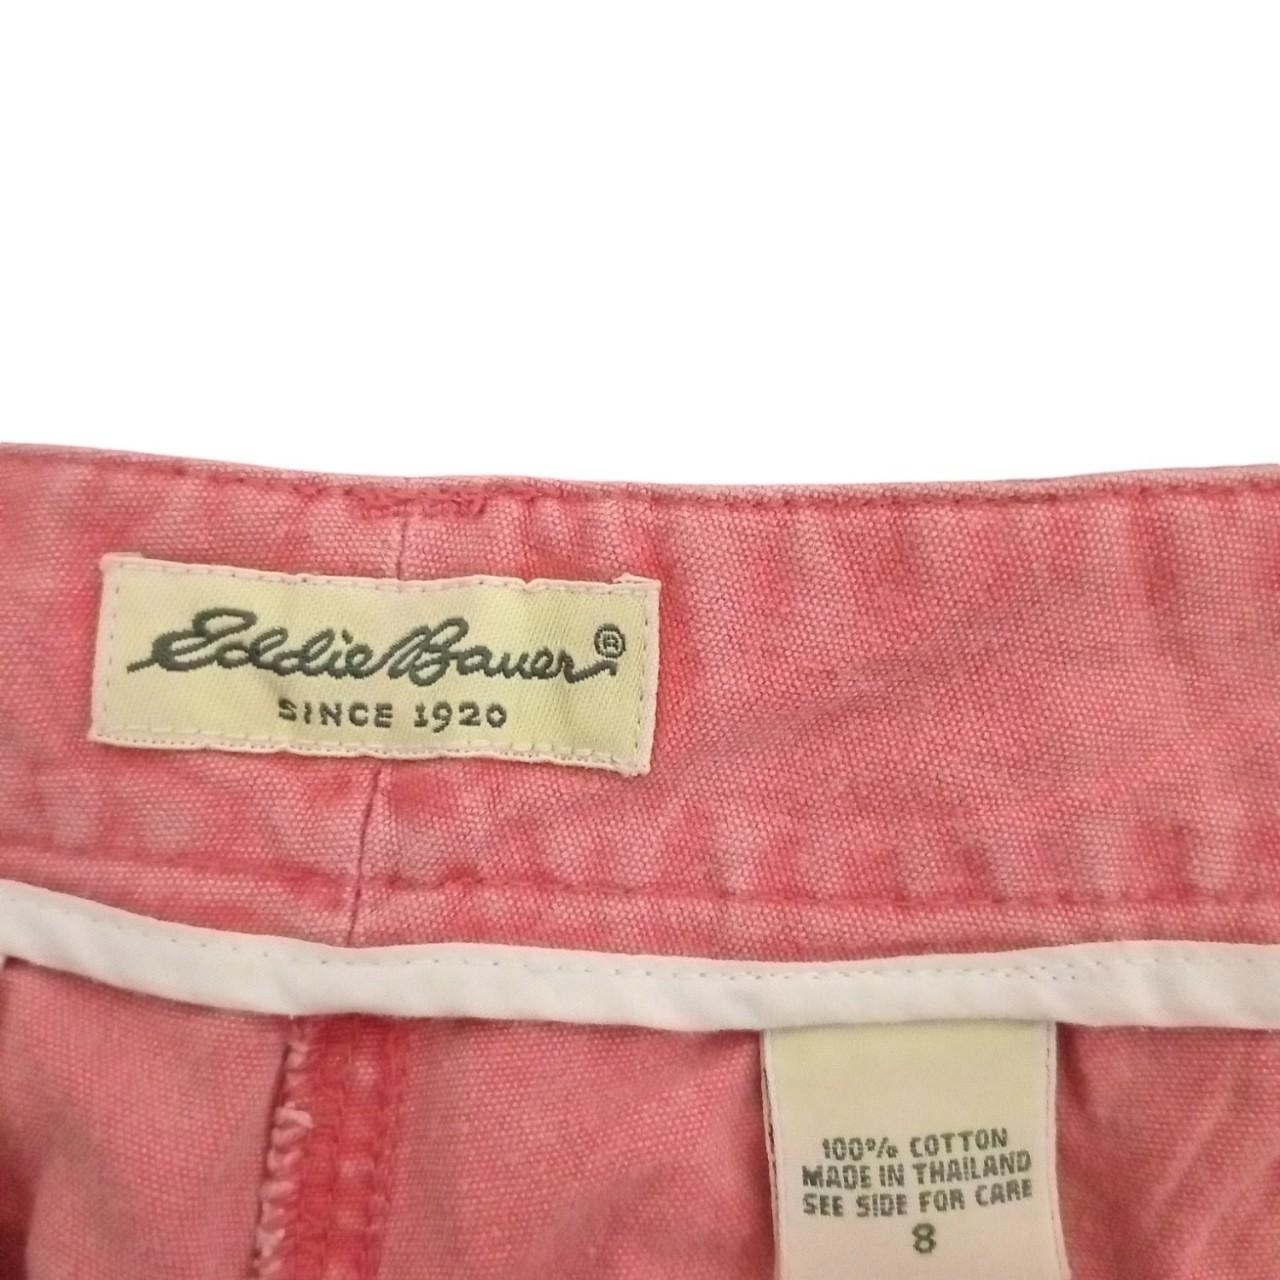 Eddie Bauer®
SINCE 1920
100% COTTON
MADE IN THAILAND
SEE SIDE FOR CARE
8